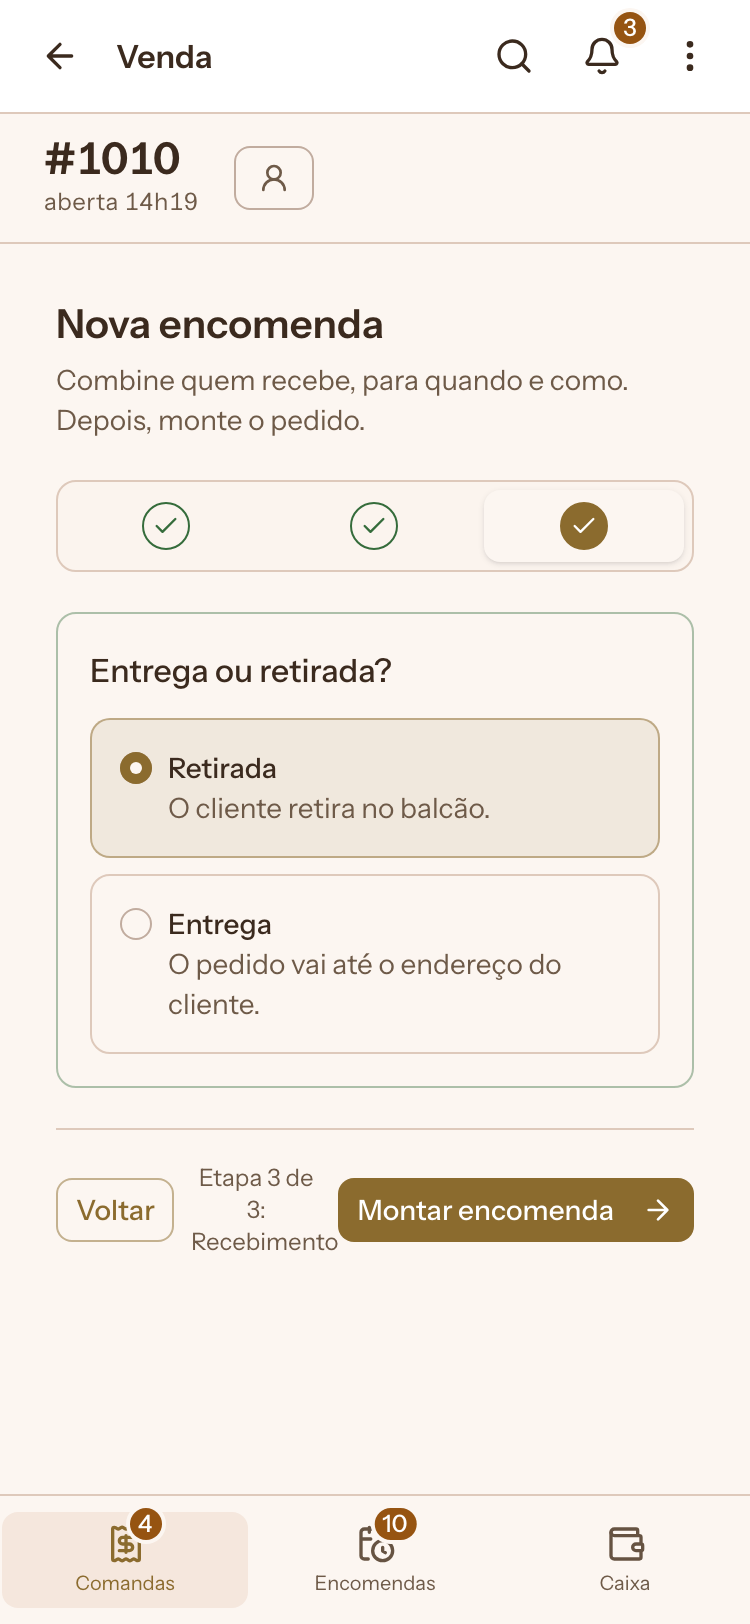 Venda
3
#1010
aberta 14h19
Nova encomenda
Combine quem recebe, para quando e como.
Depois, monte o pedido.
Entrega ou retirada?
Retirada
O cliente retira no balcão.
Entrega
O pedido vai até o endereço do
cliente.
Voltar
Etapa 3 de
3:
Recebimento
Montar encomenda
4
Comandas
10
Encomendas
Caixa